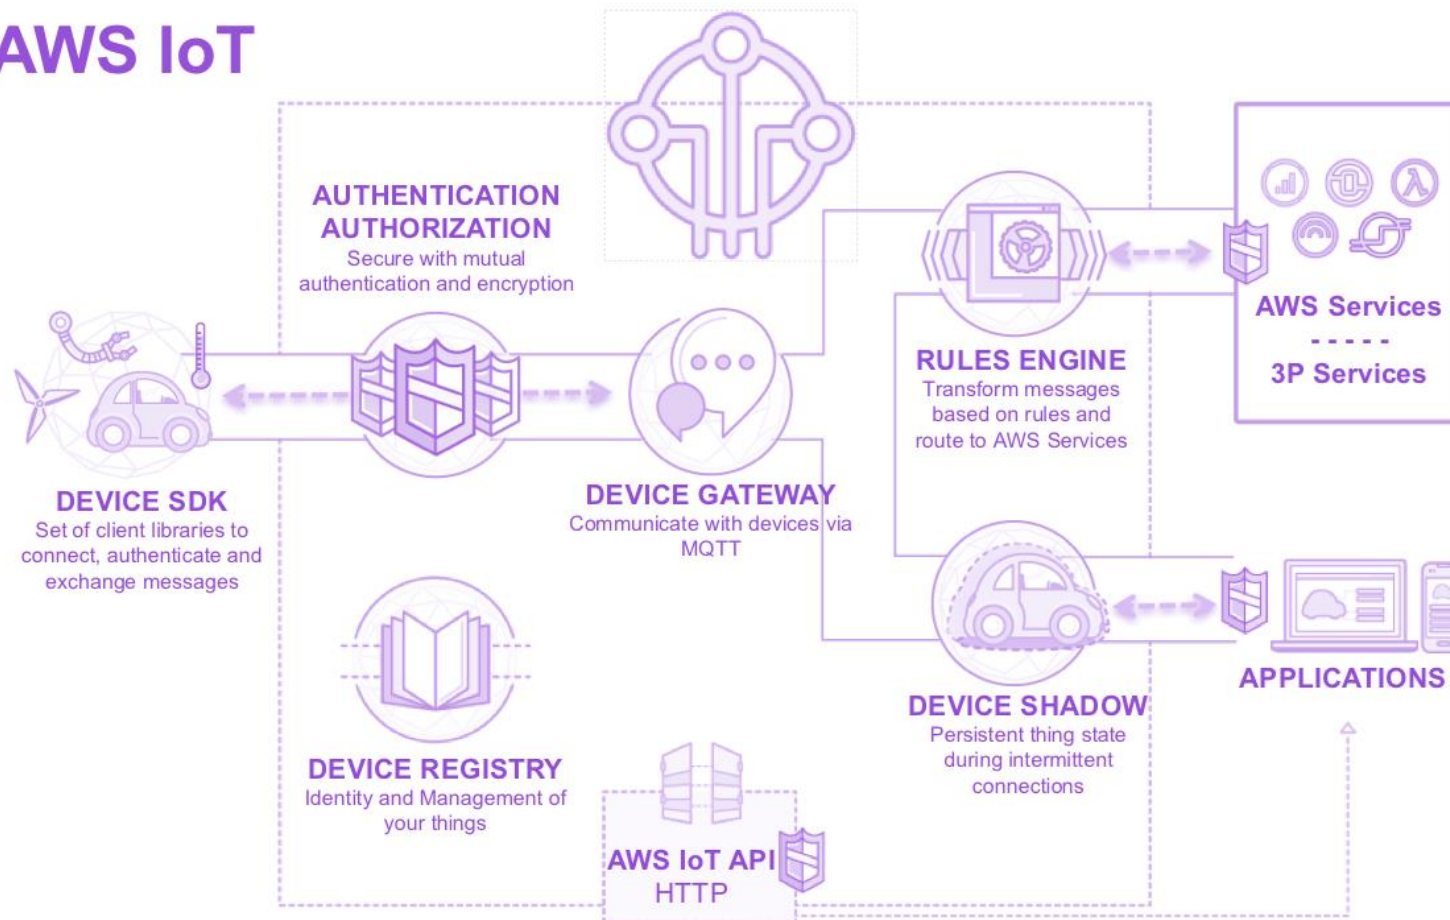 AWS IoT
AUTHENTICATION
AUTHORIZATION
Secure with mutual
authentication and encryption
DEVICE SDK
Set of client libraries to
connect, authenticate and
exchange messages
DEVICE GATEWAY
Communicate with devices via
MQTT
RULES ENGINE
Transform messages
based on rules and
route to AWS Services
AWS Services
- - - - -
3P Services
DEVICE REGISTRY
Identity and Management of
your things
DEVICE SHADOW
Persistent thing state
during intermittent
connections
APPLICATIONS
AWS IoT API
HTTP